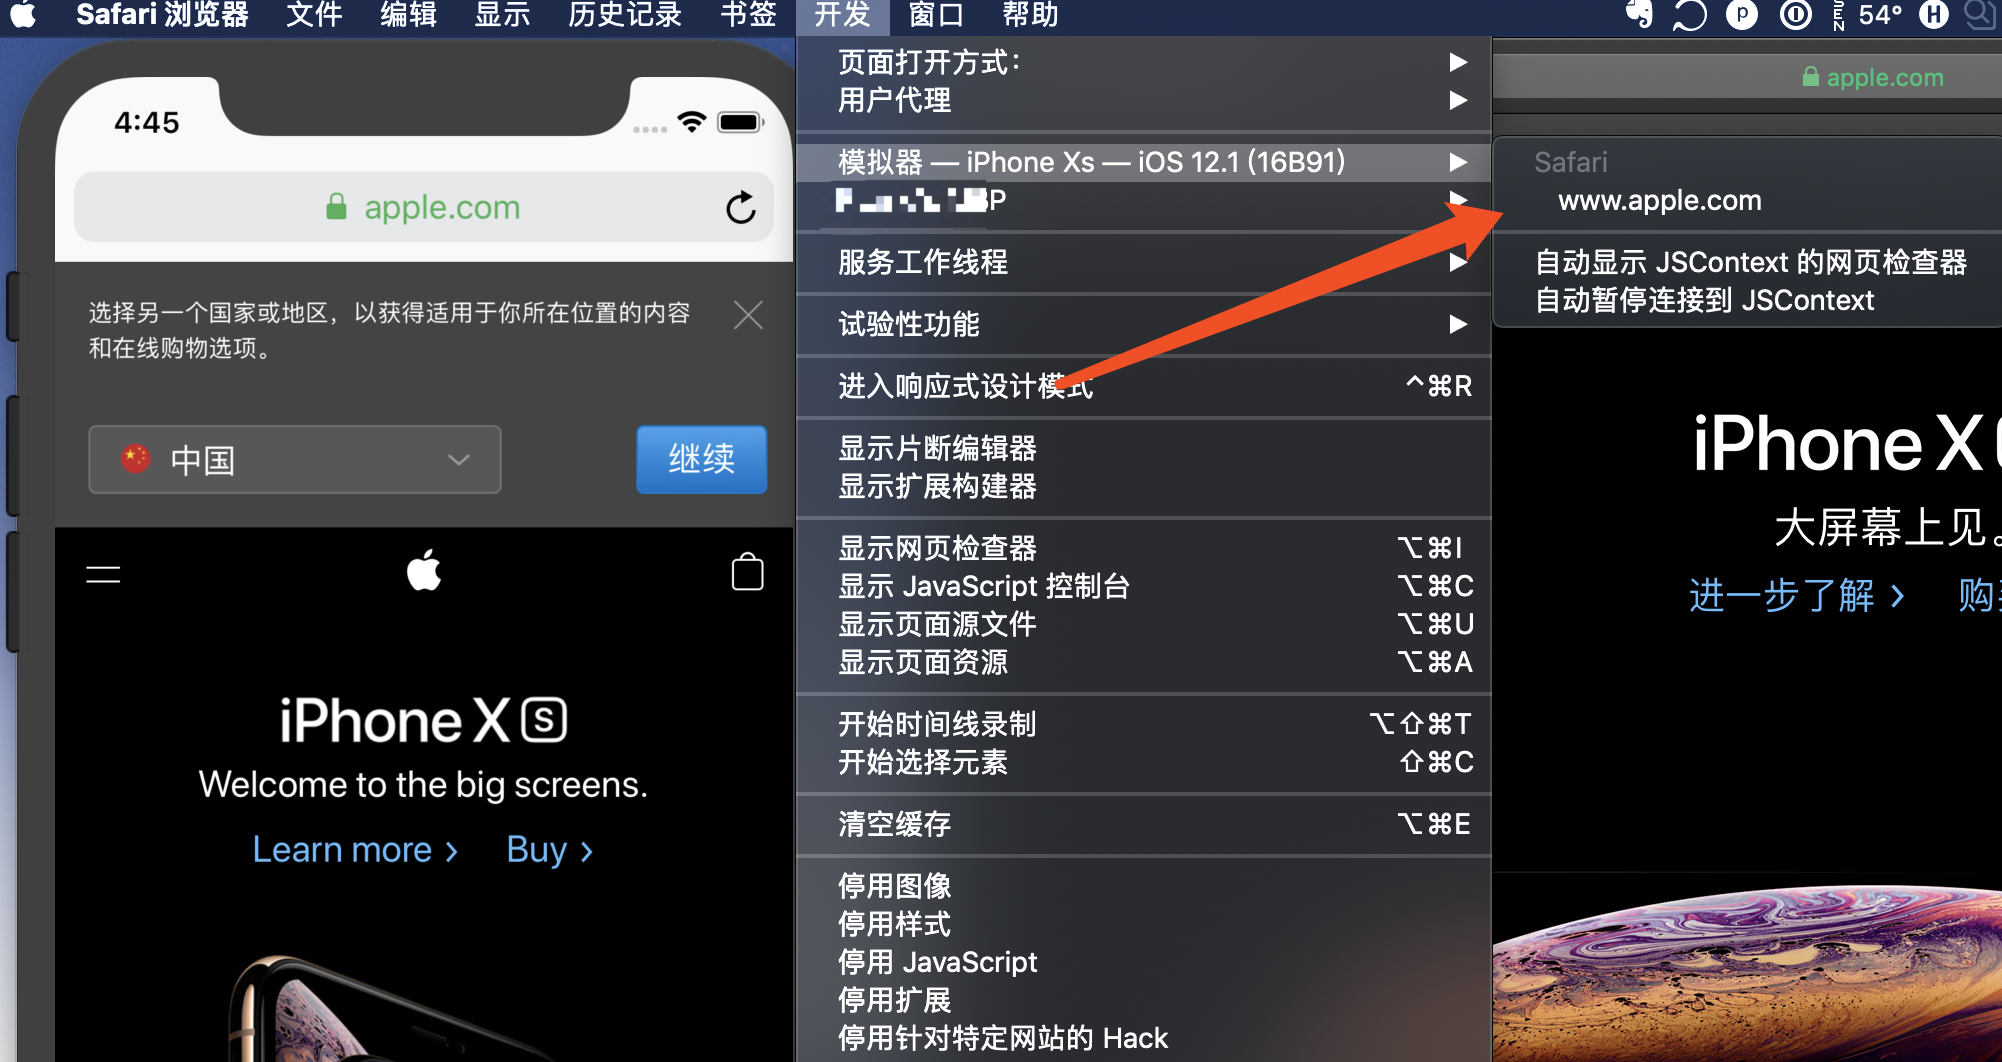 Safari 浏览器 文件 编辑 显示 历史记录 书签 开发 窗口 帮助
54°
4:45
apple.com
选择另一个国家或地区，以获得适用于你所在位置的内容
和在线购物选项。
中国
继续
iPhone XS
Welcome to the big screens.
Learn more > Buy >
页面打开方式：
用户代理
模拟器 — iPhone Xs — iOS 12.1 (16B91)
服务工作线程
试验性功能
进入响应式设计模式 ^⌘R
显示片断编辑器
显示扩展构建器
显示网页检查器 ⌥⌘I
显示 JavaScript 控制台 ⌥⌘C
显示页面源文件 ⌥⌘U
显示页面资源 ⌥⌘A
开始时间线录制 ⌥⇧⌘T
开始选择元素 ⇧⌘C
清空缓存 ⌥⌘E
停用图像
停用样式
停用 JavaScript
停用扩展
停用针对特定网站的 Hack
apple.com
Safari
www.apple.com
自动显示 JSContext 的网页检查器
自动暂停连接到 JSContext
iPhone X
大屏幕上见。
进一步了解 > 购